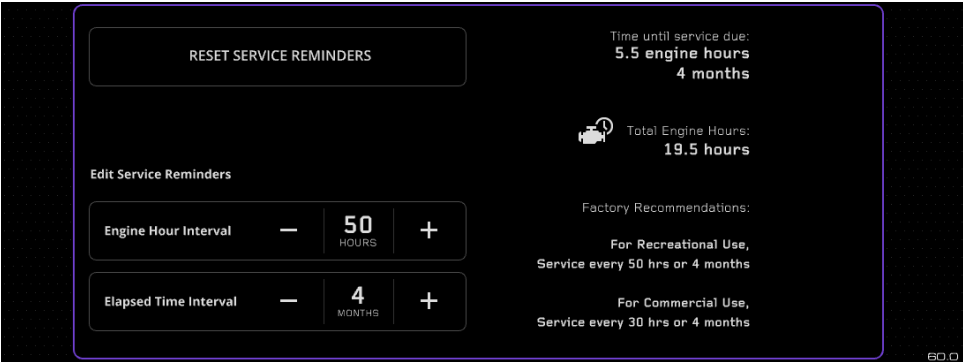 RESET SERVICE REMINDERS
Time until service due:
5.5 engine hours
4 months
Total Engine Hours:
19.5 hours
Edit Service Reminders
Engine Hour Interval − 50 +
HOURS
Elapsed Time Interval − 4 +
MONTHS
Factory Recommendations:
For Recreational Use,
Service every 50 hrs or 4 months
For Commercial Use,
Service every 30 hrs or 4 months
60.0